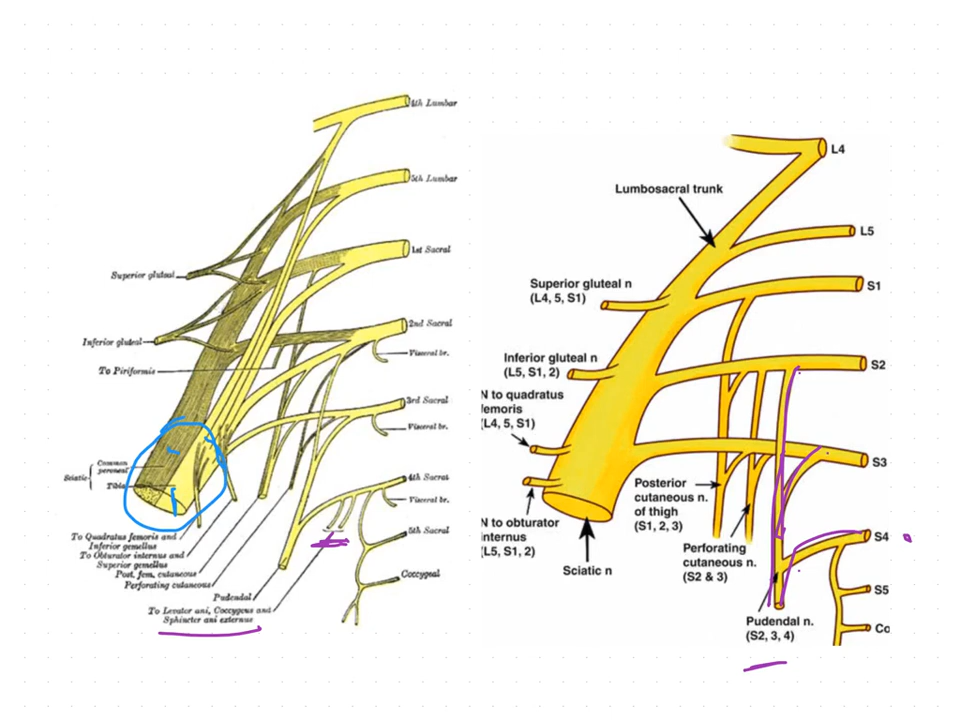 4th Lumbar
5th Lumbar
1st Sacral
Superior gluteal
2nd Sacral
Inferior gluteal
Visceral br.
To Piriformis
3rd Sacral
Visceral br.
Common
peroneal
Sciatic
Tibia
4th Sacral
Visceral br.
5th Sacral
To Quadratus femoris and
Inferior gemellus
To Obturator internus and
Superior gemellus
Post. fem. cutaneous
Perforating cutaneous
Coccygeal
Pudendal
To Levator ani, Coccygeus and
Sphincter ani externus
L4
Lumbosacral trunk
L5
Superior gluteal n
(L4, 5, S1)
S1
Inferior gluteal n
(L5, S1, 2)
S2
N to quadratus
femoris
(L4, 5, S1)
S3
Posterior
cutaneous n.
of thigh
(S1, 2, 3)
N to obturator
internus
(L5, S1, 2)
S4
Perforating
cutaneous n.
(S2 & 3)
Sciatic n
S5
Pudendal n.
(S2, 3, 4)
Co